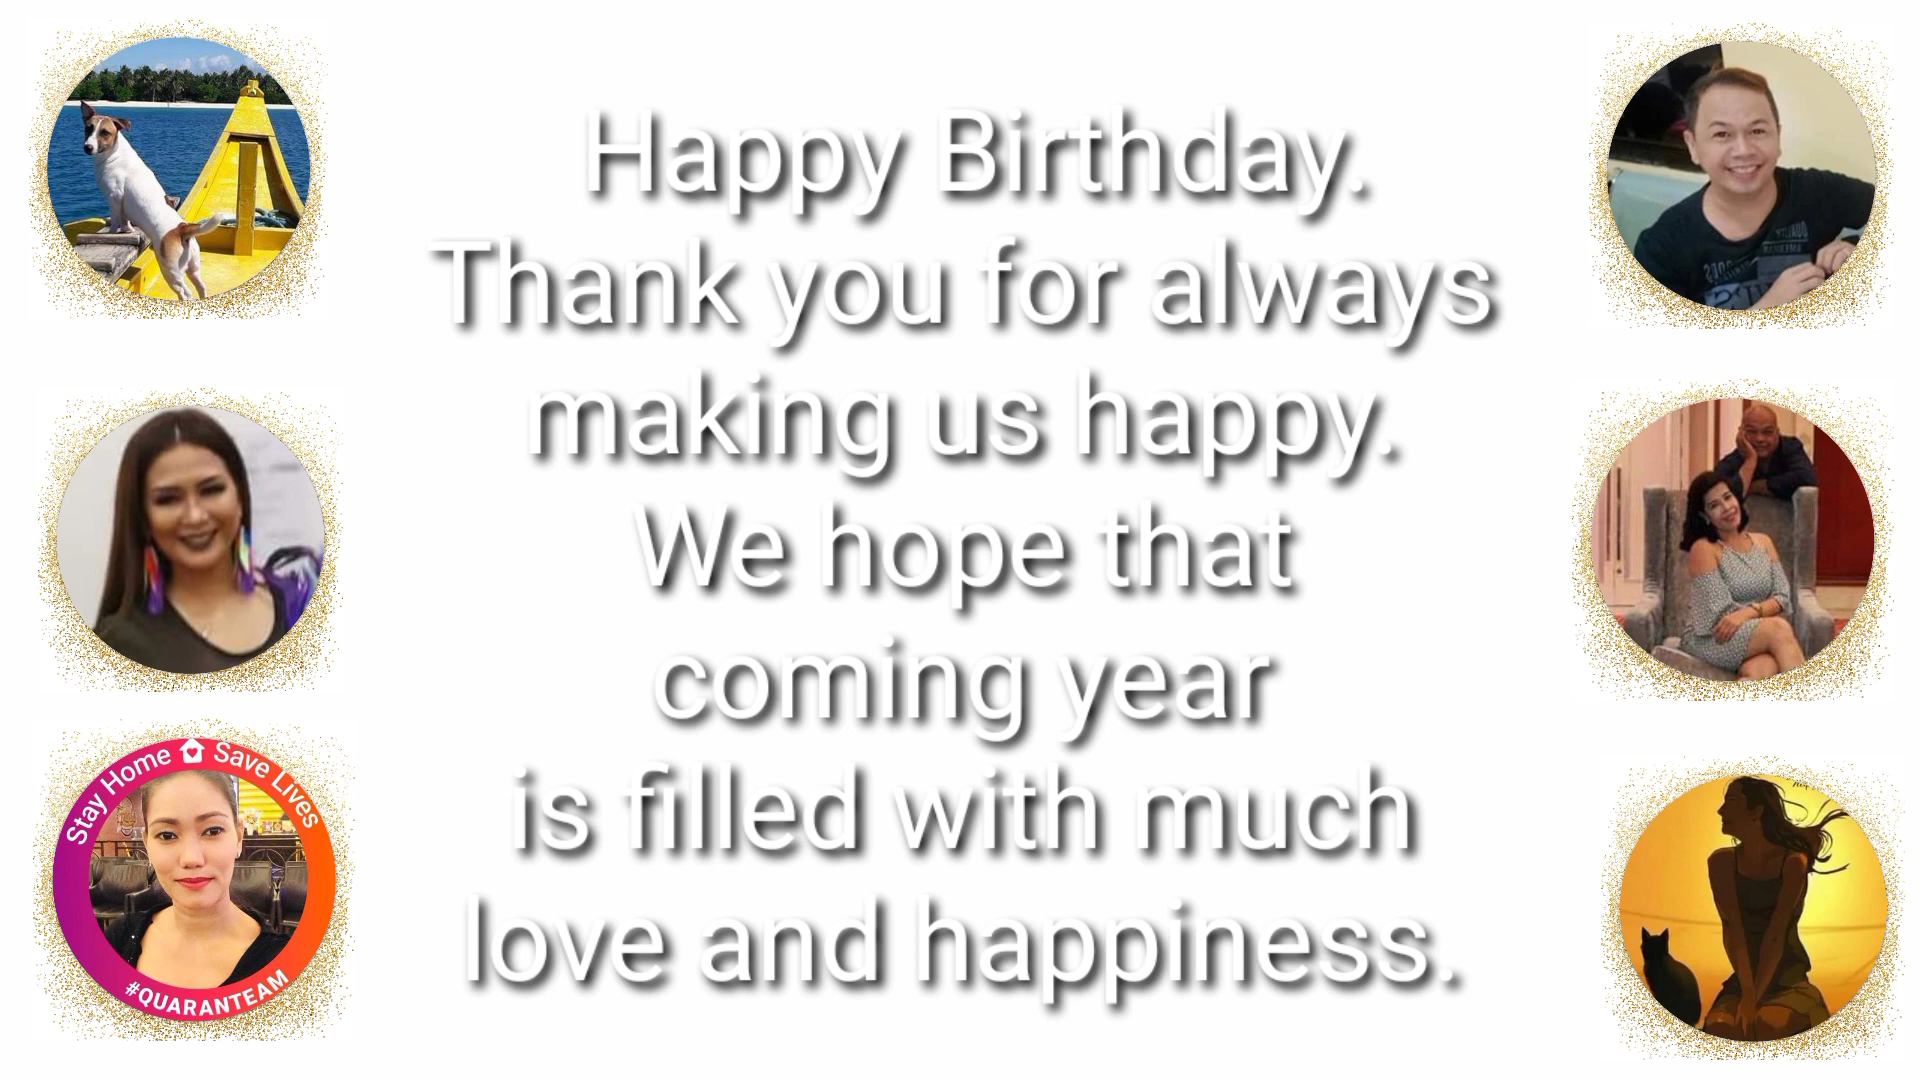 Happy Birthday.
Thank you for always
making us happy.
We hope that
coming year
is filled with much
love and happiness.
Stay Home Save Lives
#QUARANTEAM